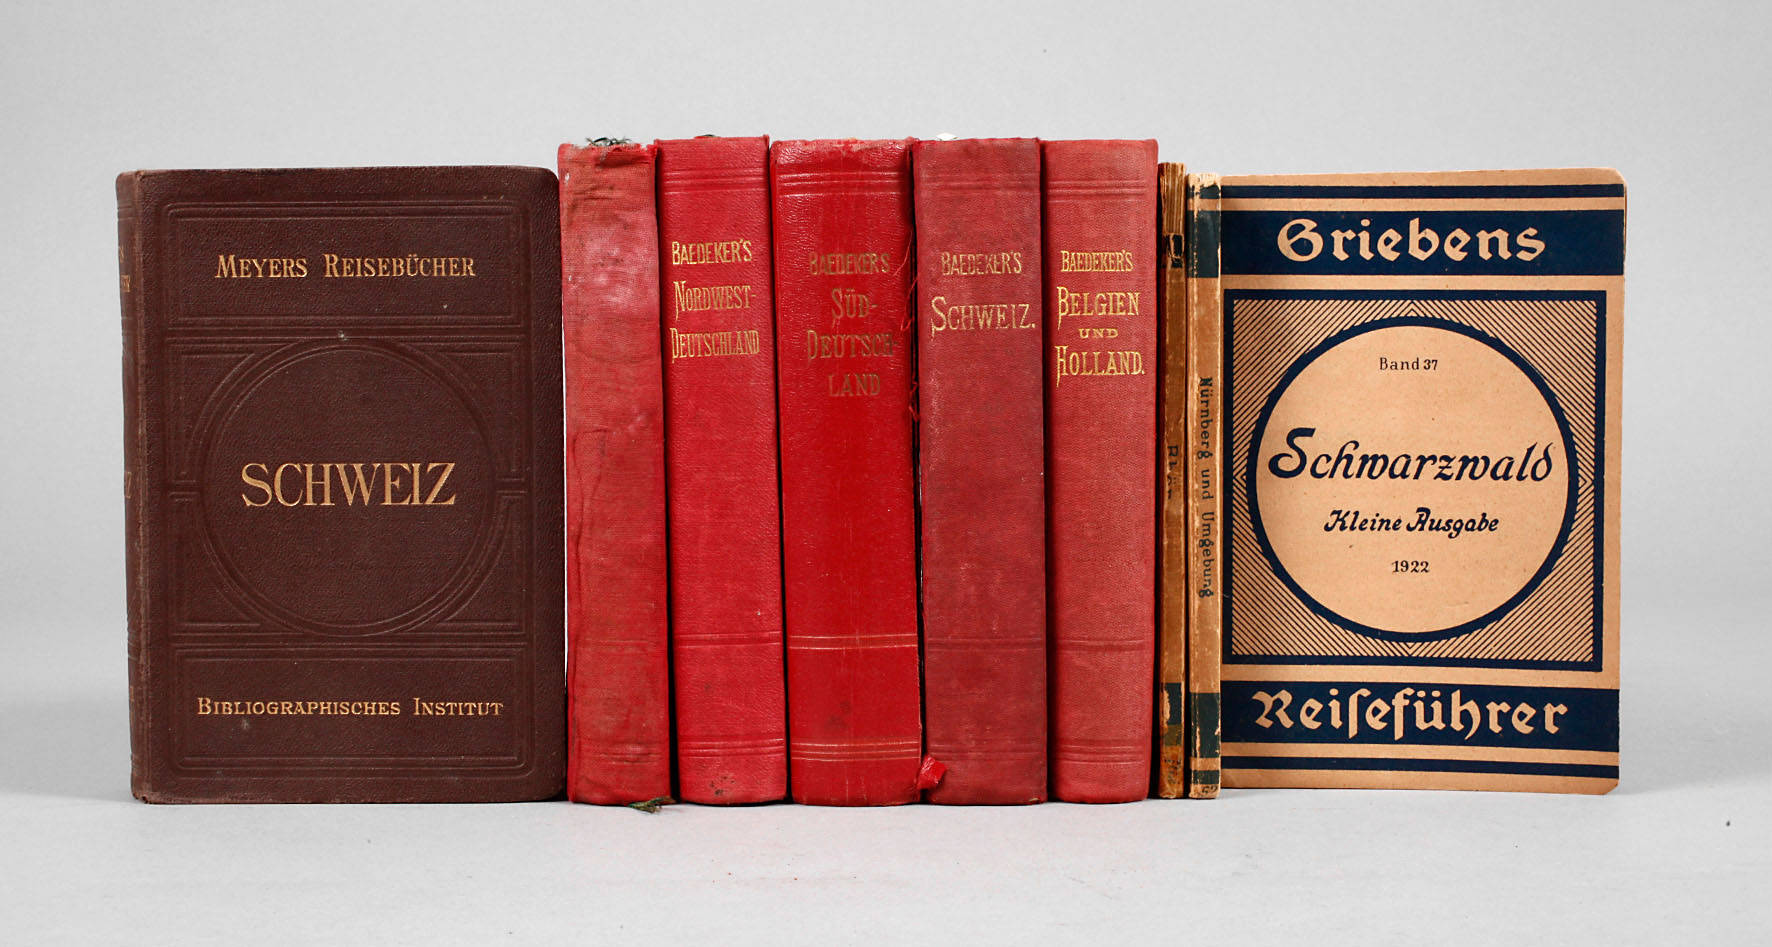 MEYERS REISEBÜCHER
SCHWEIZ
BIBLIOGRAPHISCHES INSTITUT
BAEDEKER'S
NORDWEST-
DEUTSCHLAND
BAEDEKER'S
SÜD-
DEUTSCH-
LAND
BAEDEKER'S
SCHWEIZ.
BAEDEKER'S
BELGIEN
UND
HOLLAND.
Nürnberg und Umgebung
Griebens
Band 37
Schwarzwald
Kleine Ausgabe
1922
Reiseführer